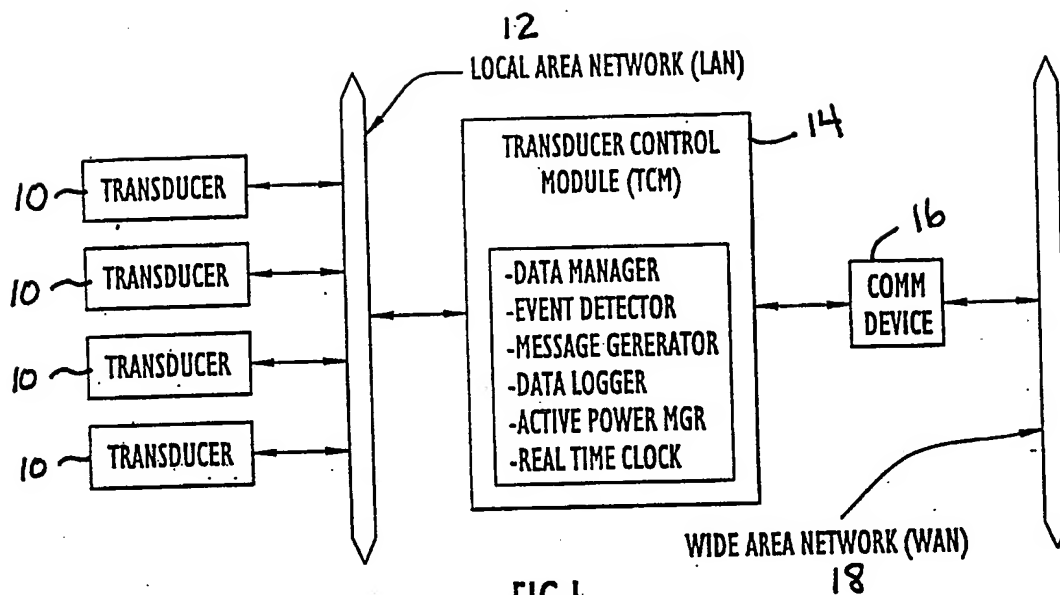 12
LOCAL AREA NETWORK (LAN)
10 TRANSDUCER
10 TRANSDUCER
10 TRANSDUCER
10 TRANSDUCER
TRANSDUCER CONTROL
MODULE (TCM)
14
-DATA MANAGER
-EVENT DETECTOR
-MESSAGE GERERATOR
-DATA LOGGER
-ACTIVE POWER MGR
-REAL TIME CLOCK
16
COMM
DEVICE
WIDE AREA NETWORK (WAN)
18
FIG.1